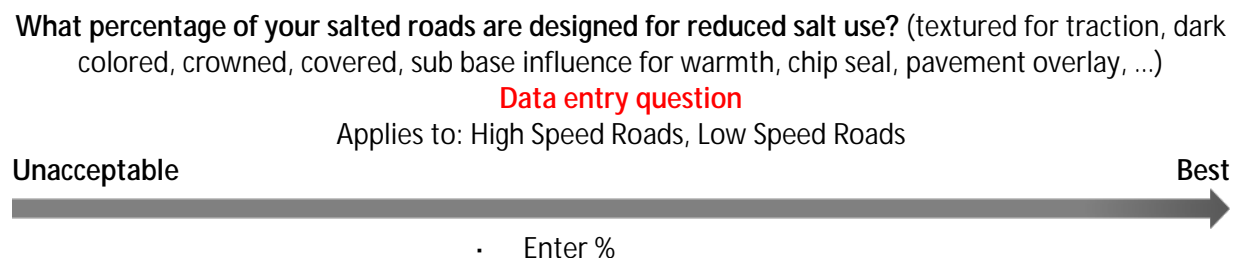 What percentage of your salted roads are designed for reduced salt use? (textured for traction, dark
colored, crowned, covered, sub base influence for warmth, chip seal, pavement overlay, ...)
Data entry question
Applies to: High Speed Roads, Low Speed Roads
Unacceptable Best
· Enter %